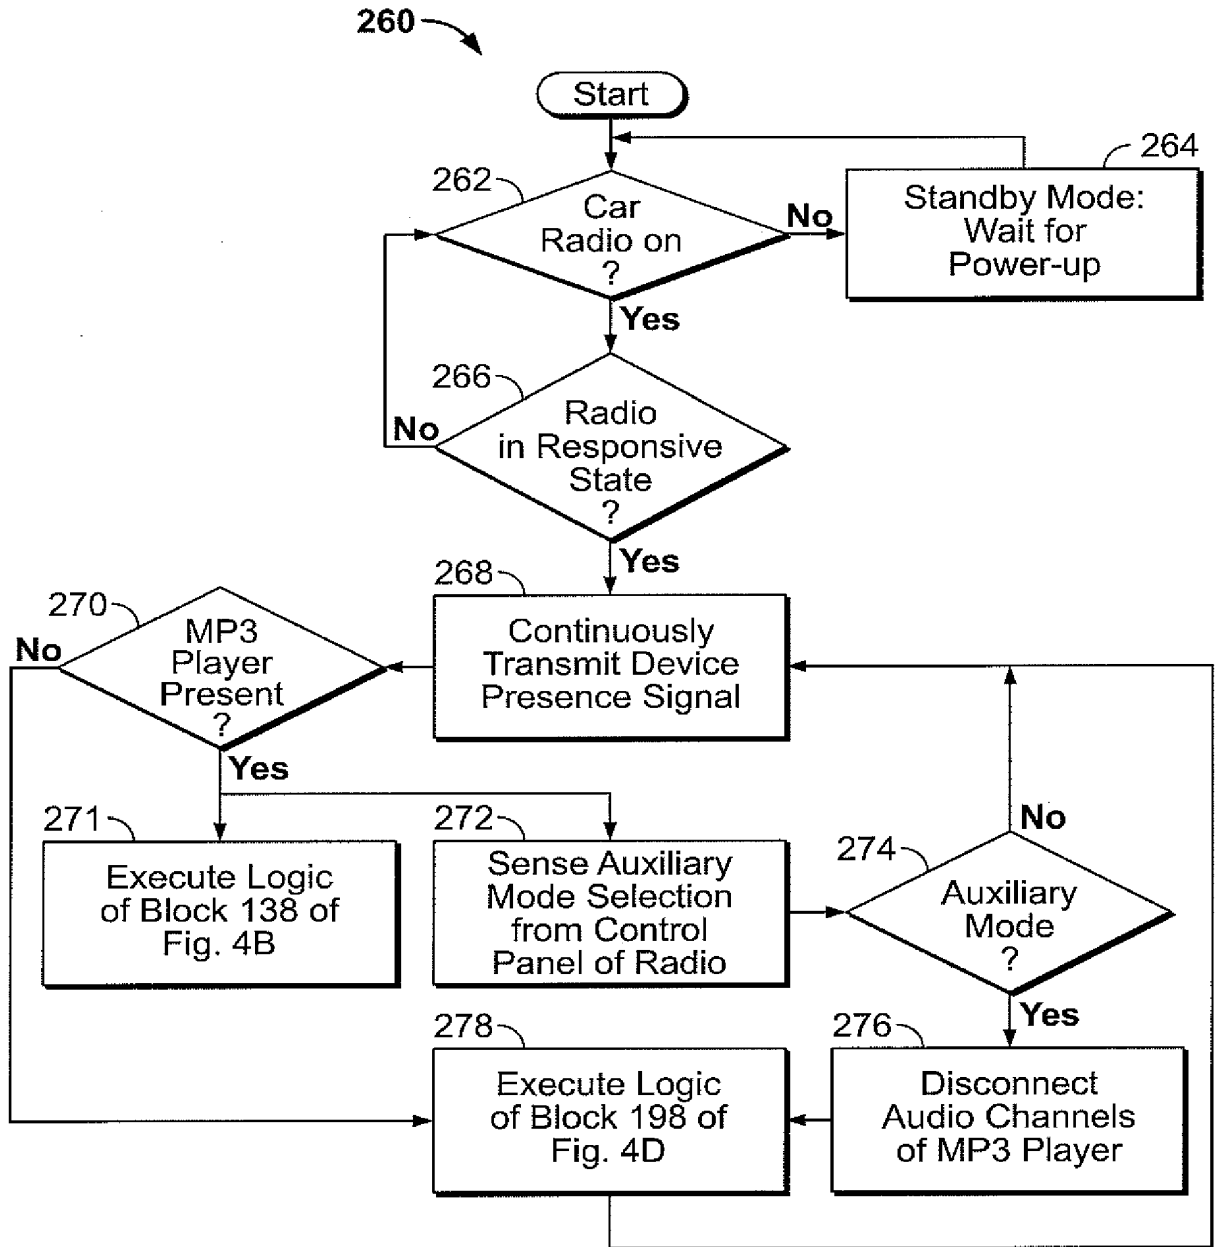 260
Start
264
262
Car
Radio on
?
No
Standby Mode:
Wait for
Power-up
Yes
266
Radio
in Responsive
State
?
No
Yes
268
Continuously
Transmit Device
Presence Signal
270
No
MP3
Player
Present
?
Yes
271
Execute Logic
of Block 138 of
Fig. 4B
272
Sense Auxiliary
Mode Selection
from Control
Panel of Radio
No
274
Auxiliary
Mode
?
Yes
278
Execute Logic
of Block 198 of
Fig. 4D
276
Disconnect
Audio Channels
of MP3 Player